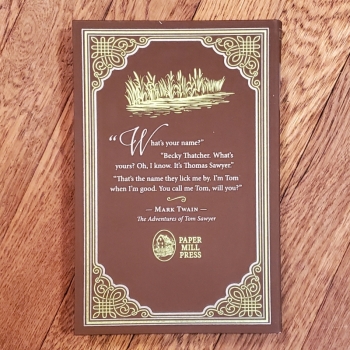 “What's your name?”
“Becky Thatcher. What's
yours? Oh, I know. It's Thomas Sawyer.”
“That's the name they lick me by. I'm Tom
when I'm good. You call me Tom, will you?”
— Mark Twain —
The Adventures of Tom Sawyer
PAPER
MILL
PRESS